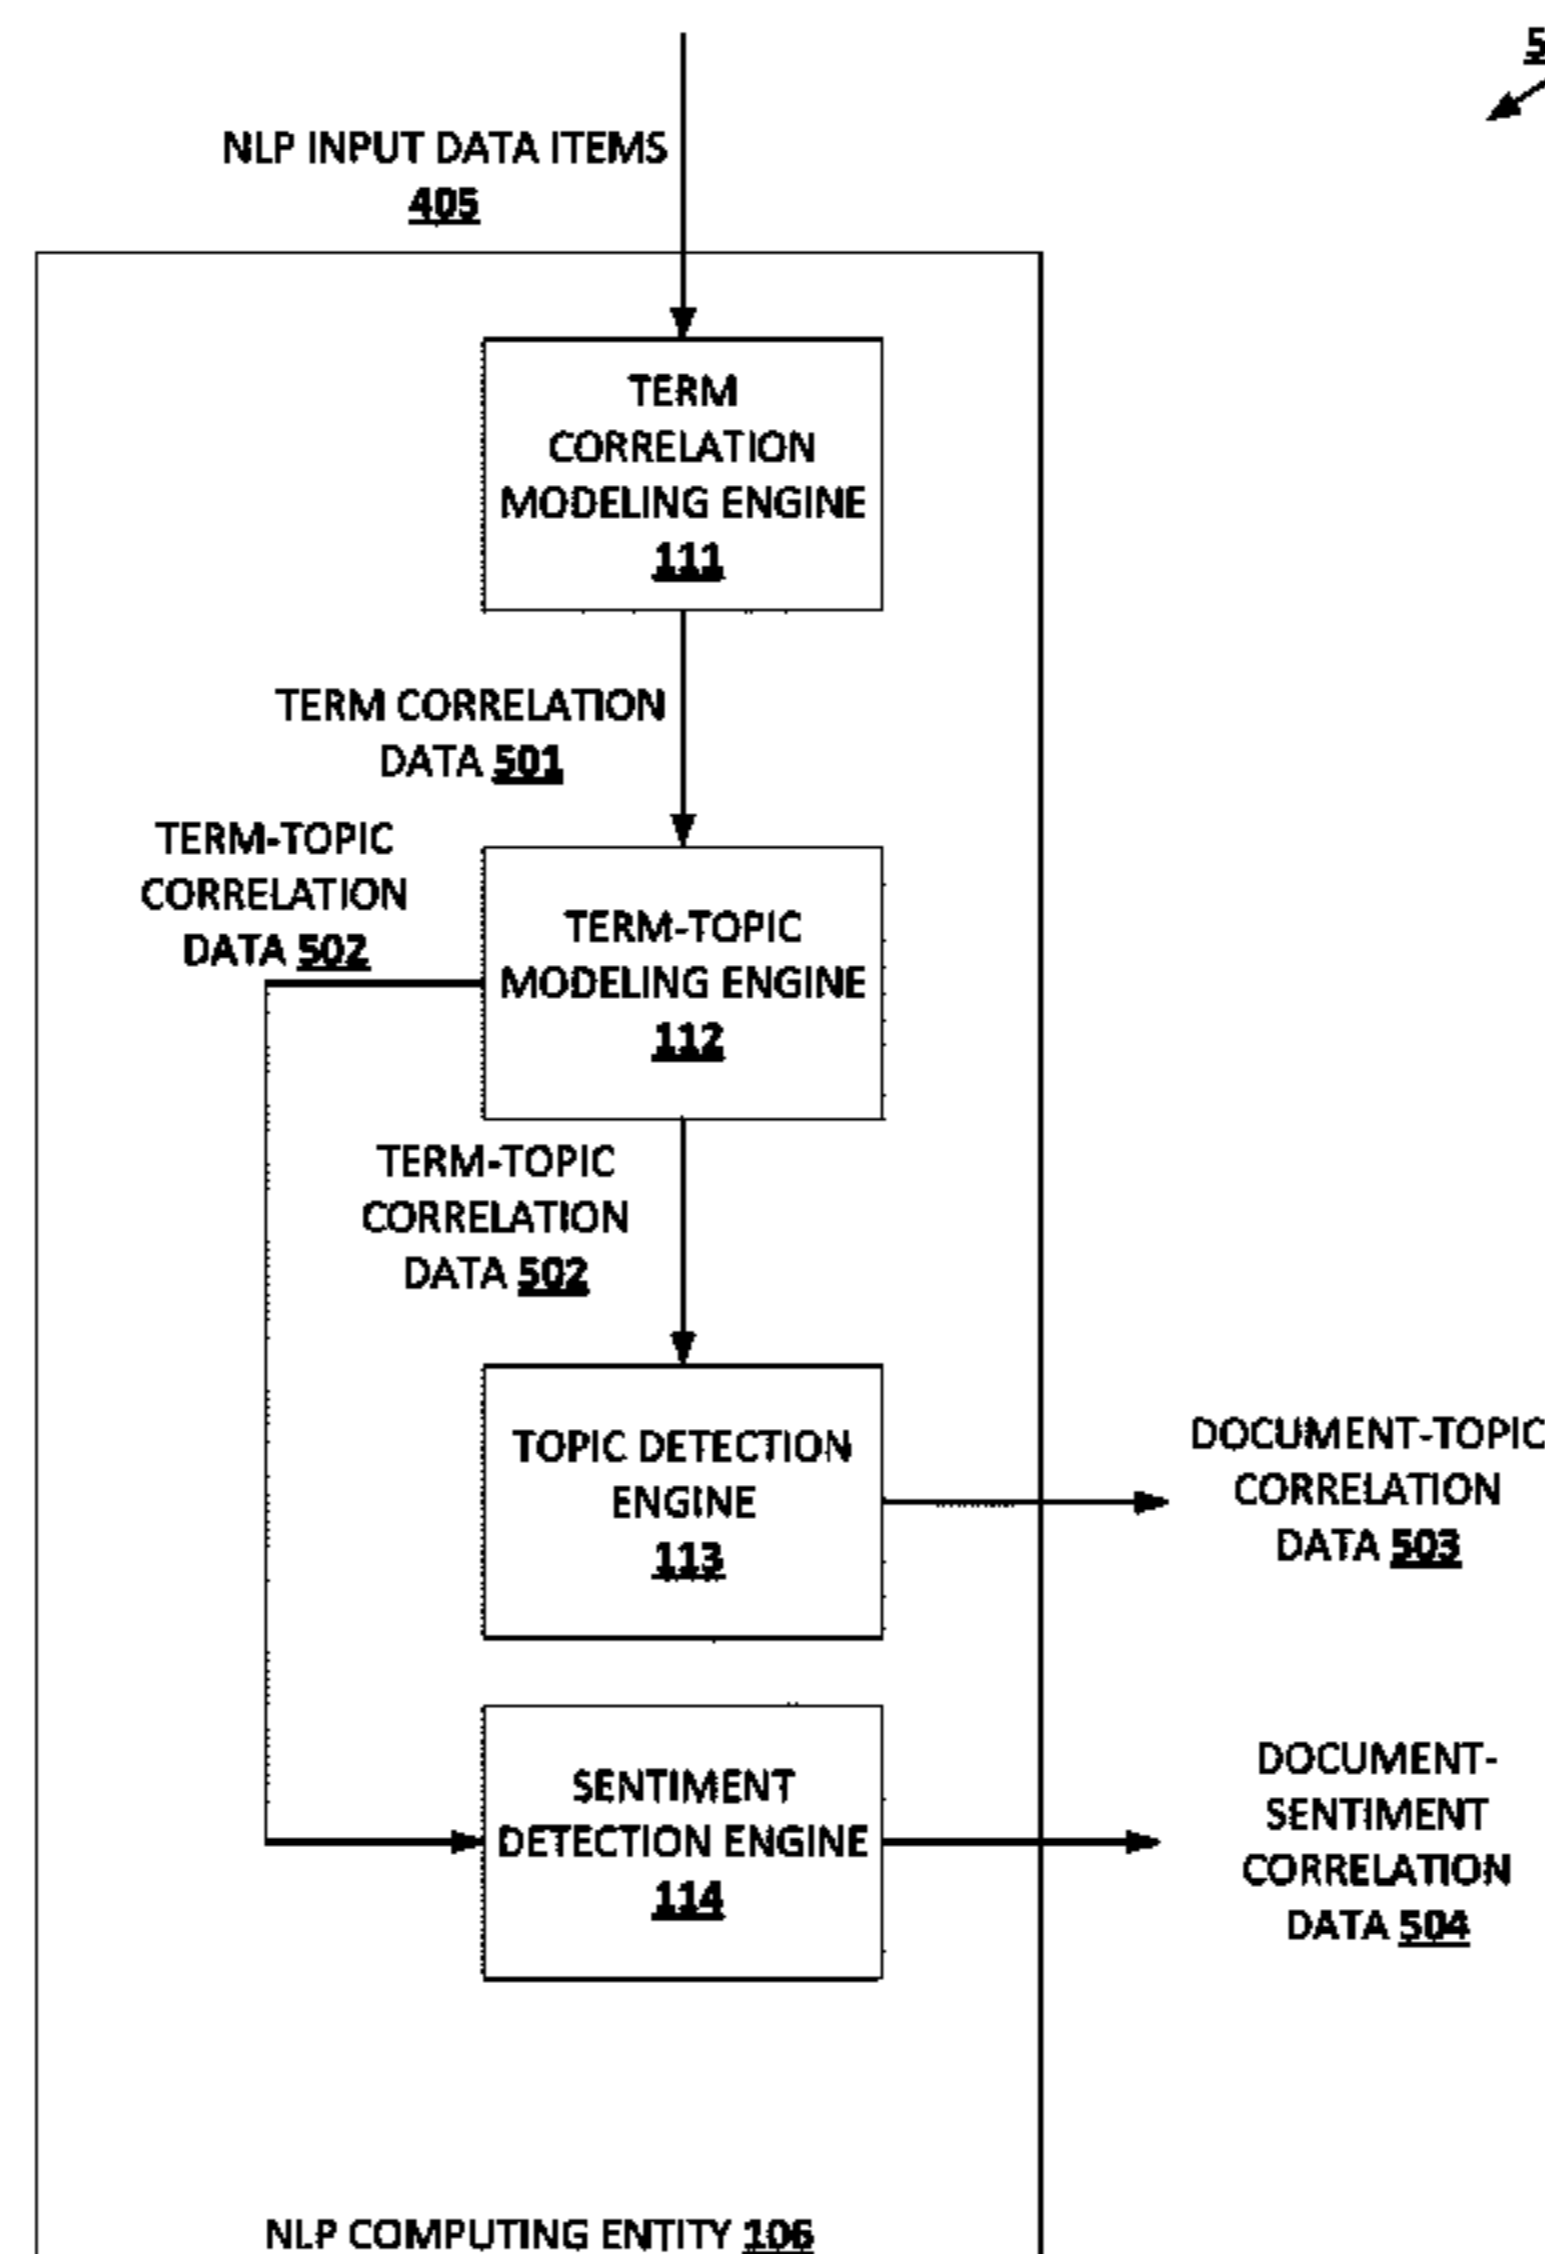 5
NLP INPUT DATA ITEMS
405
TERM
CORRELATION
MODELING ENGINE
111
TERM CORRELATION
DATA 501
TERM-TOPIC
CORRELATION
DATA 502
TERM-TOPIC
MODELING ENGINE
112
TERM-TOPIC
CORRELATION
DATA 502
TOPIC DETECTION
ENGINE
113
DOCUMENT-TOPIC
CORRELATION
DATA 503
SENTIMENT
DETECTION ENGINE
114
DOCUMENT-
SENTIMENT
CORRELATION
DATA 504
NLP COMPUTING ENTITY 106